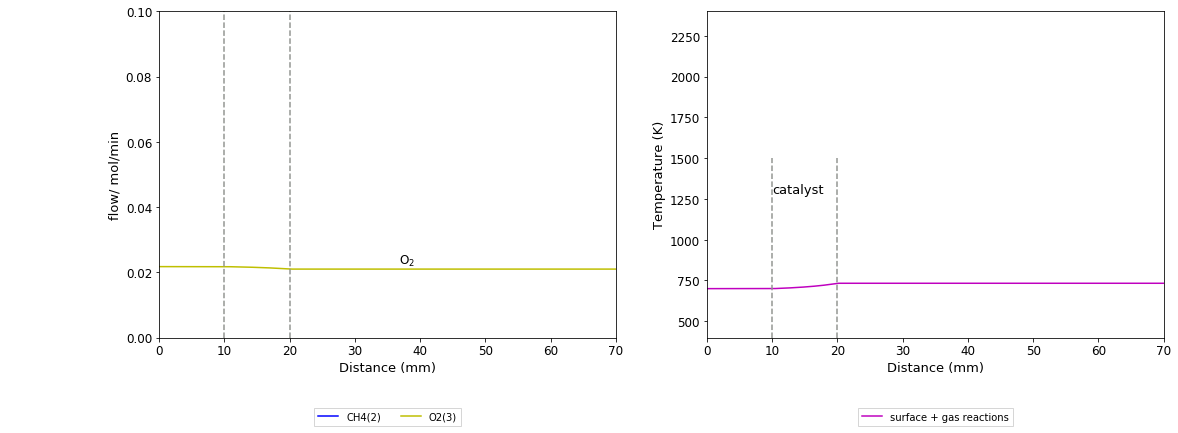 0.10
0.08
0.06
0.04
0.02
0.00
flow/ mol/min
O₂
0 10 20 30 40 50 60 70
Distance (mm)
CH4(2) O2(3)
2250
2000
1750
1500
1250
1000
750
500
Temperature (K)
catalyst
0 10 20 30 40 50 60 70
Distance (mm)
surface + gas reactions